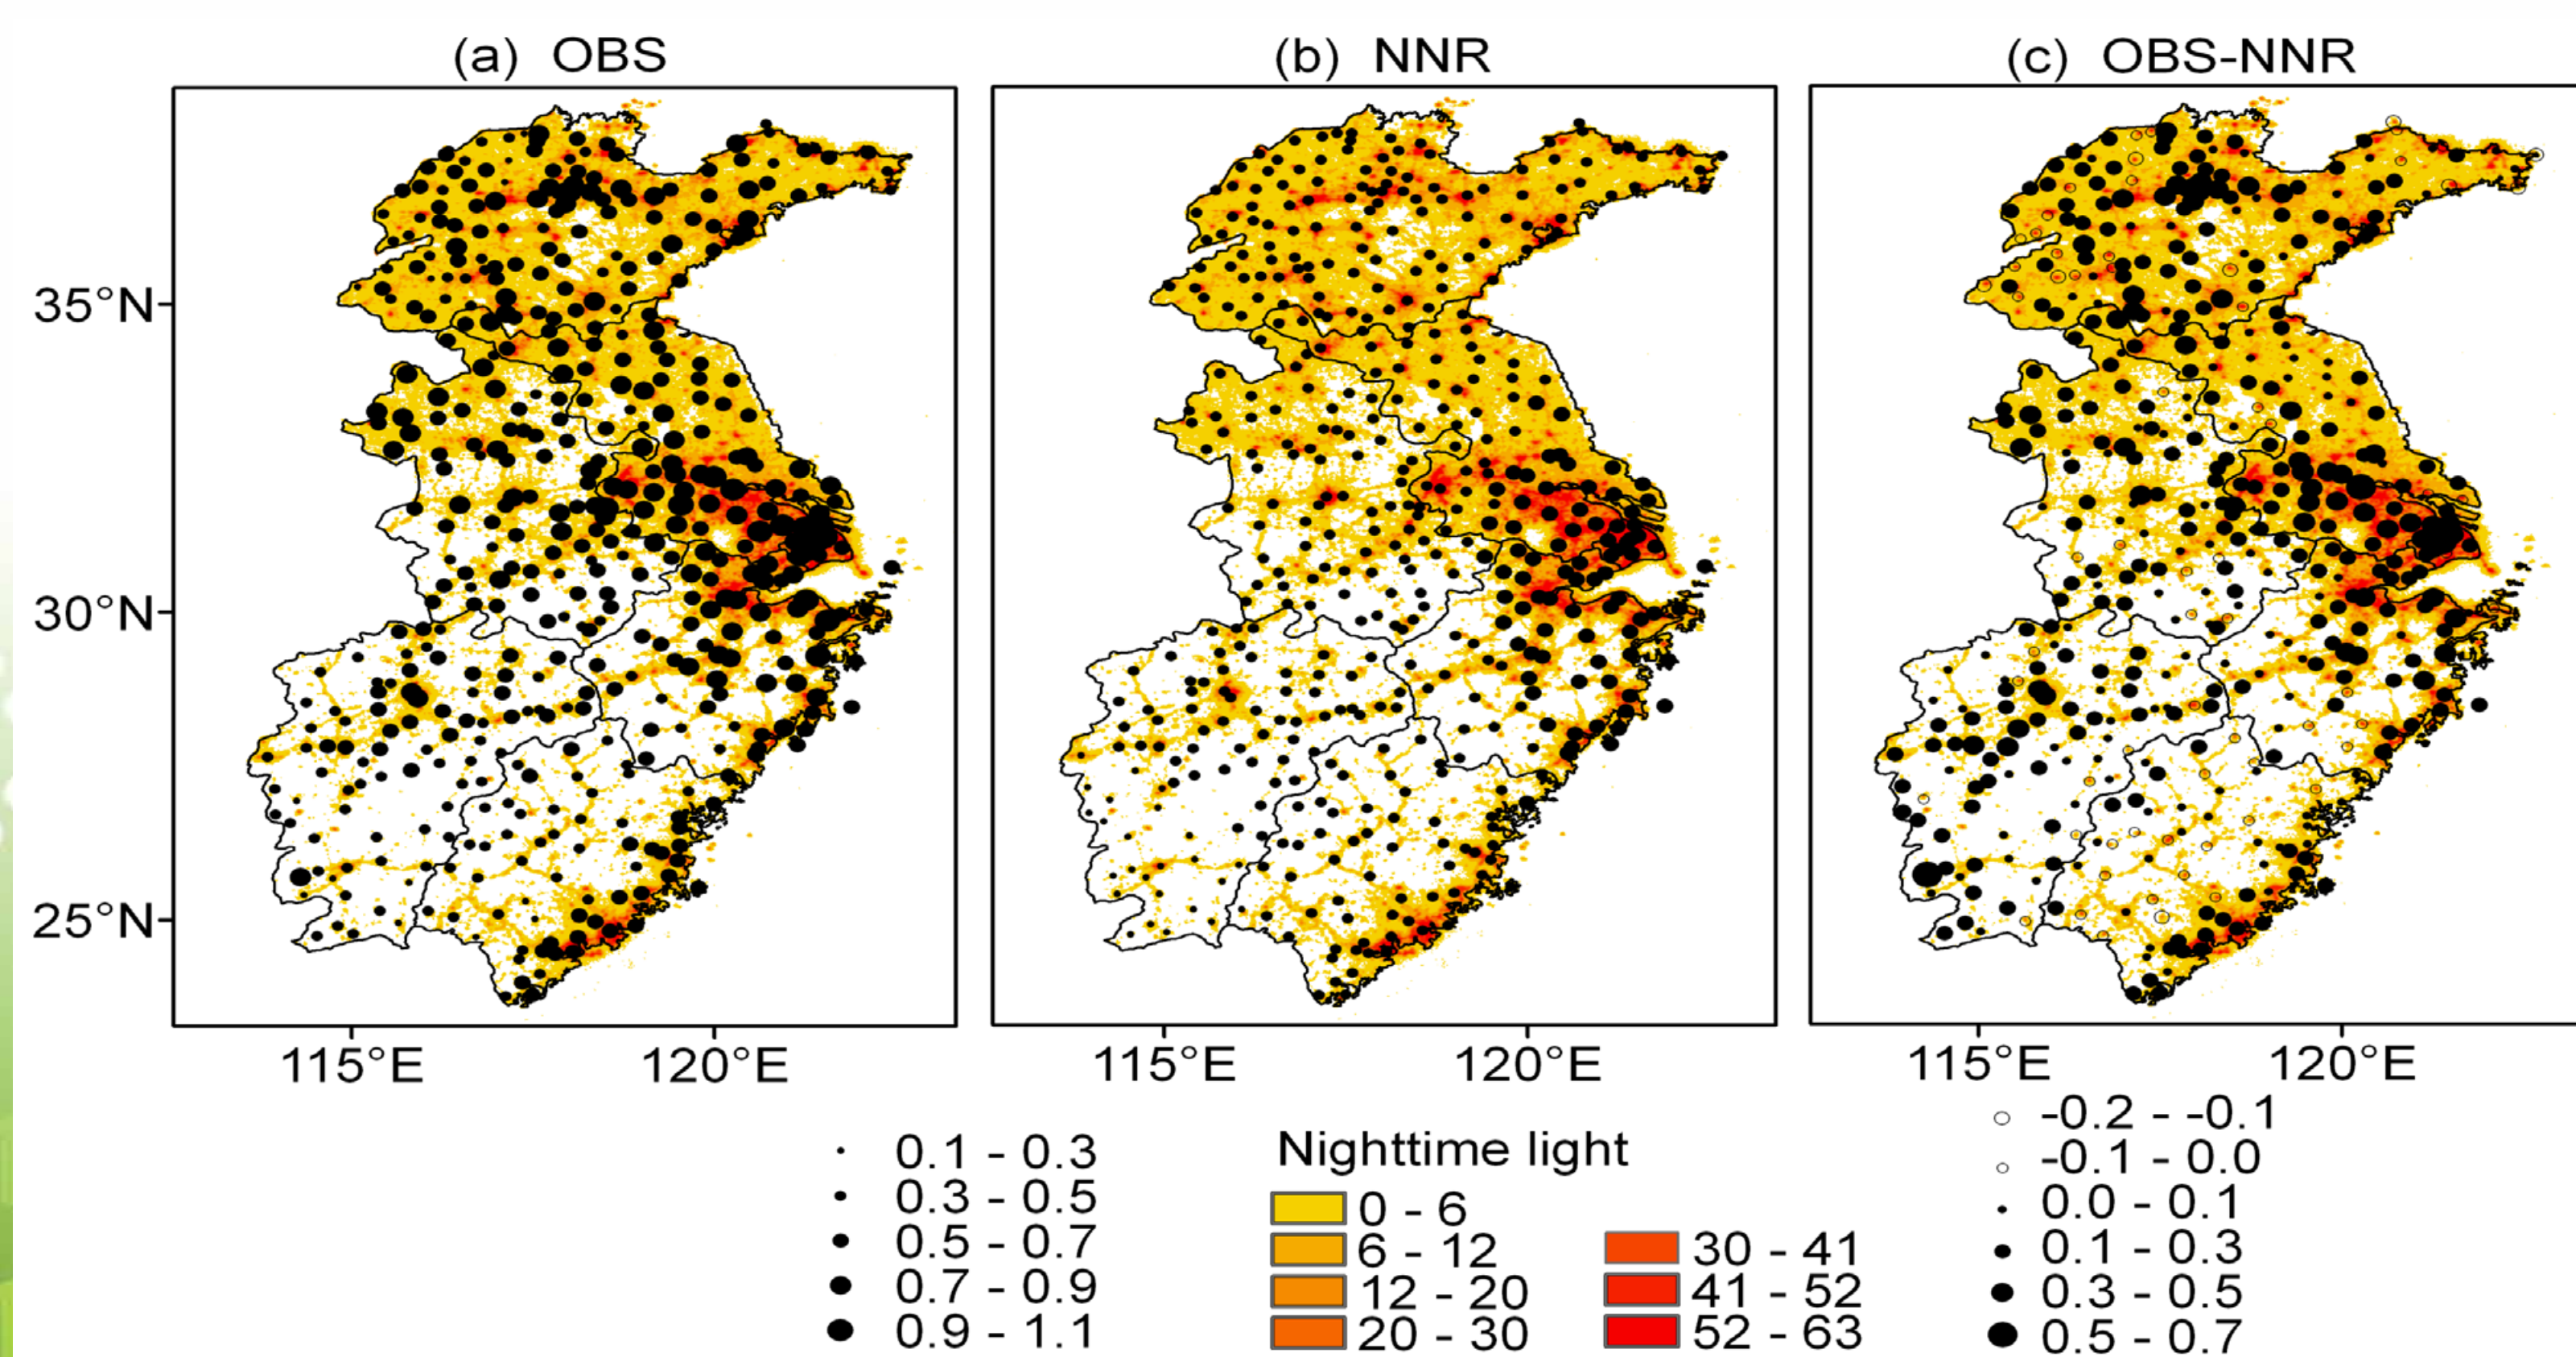 (a) OBS
(b) NNR
(c) OBS-NNR
35°N
30°N
25°N
115°E
120°E
115°E
120°E
115°E
120°E
0.1 - 0.3
0.3 - 0.5
0.5 - 0.7
0.7 - 0.9
0.9 - 1.1
Nighttime light
0 - 6
6 - 12
12 - 20
20 - 30
30 - 41
41 - 52
52 - 63
-0.2 - -0.1
-0.1 - 0.0
0.0 - 0.1
0.1 - 0.3
0.3 - 0.5
0.5 - 0.7